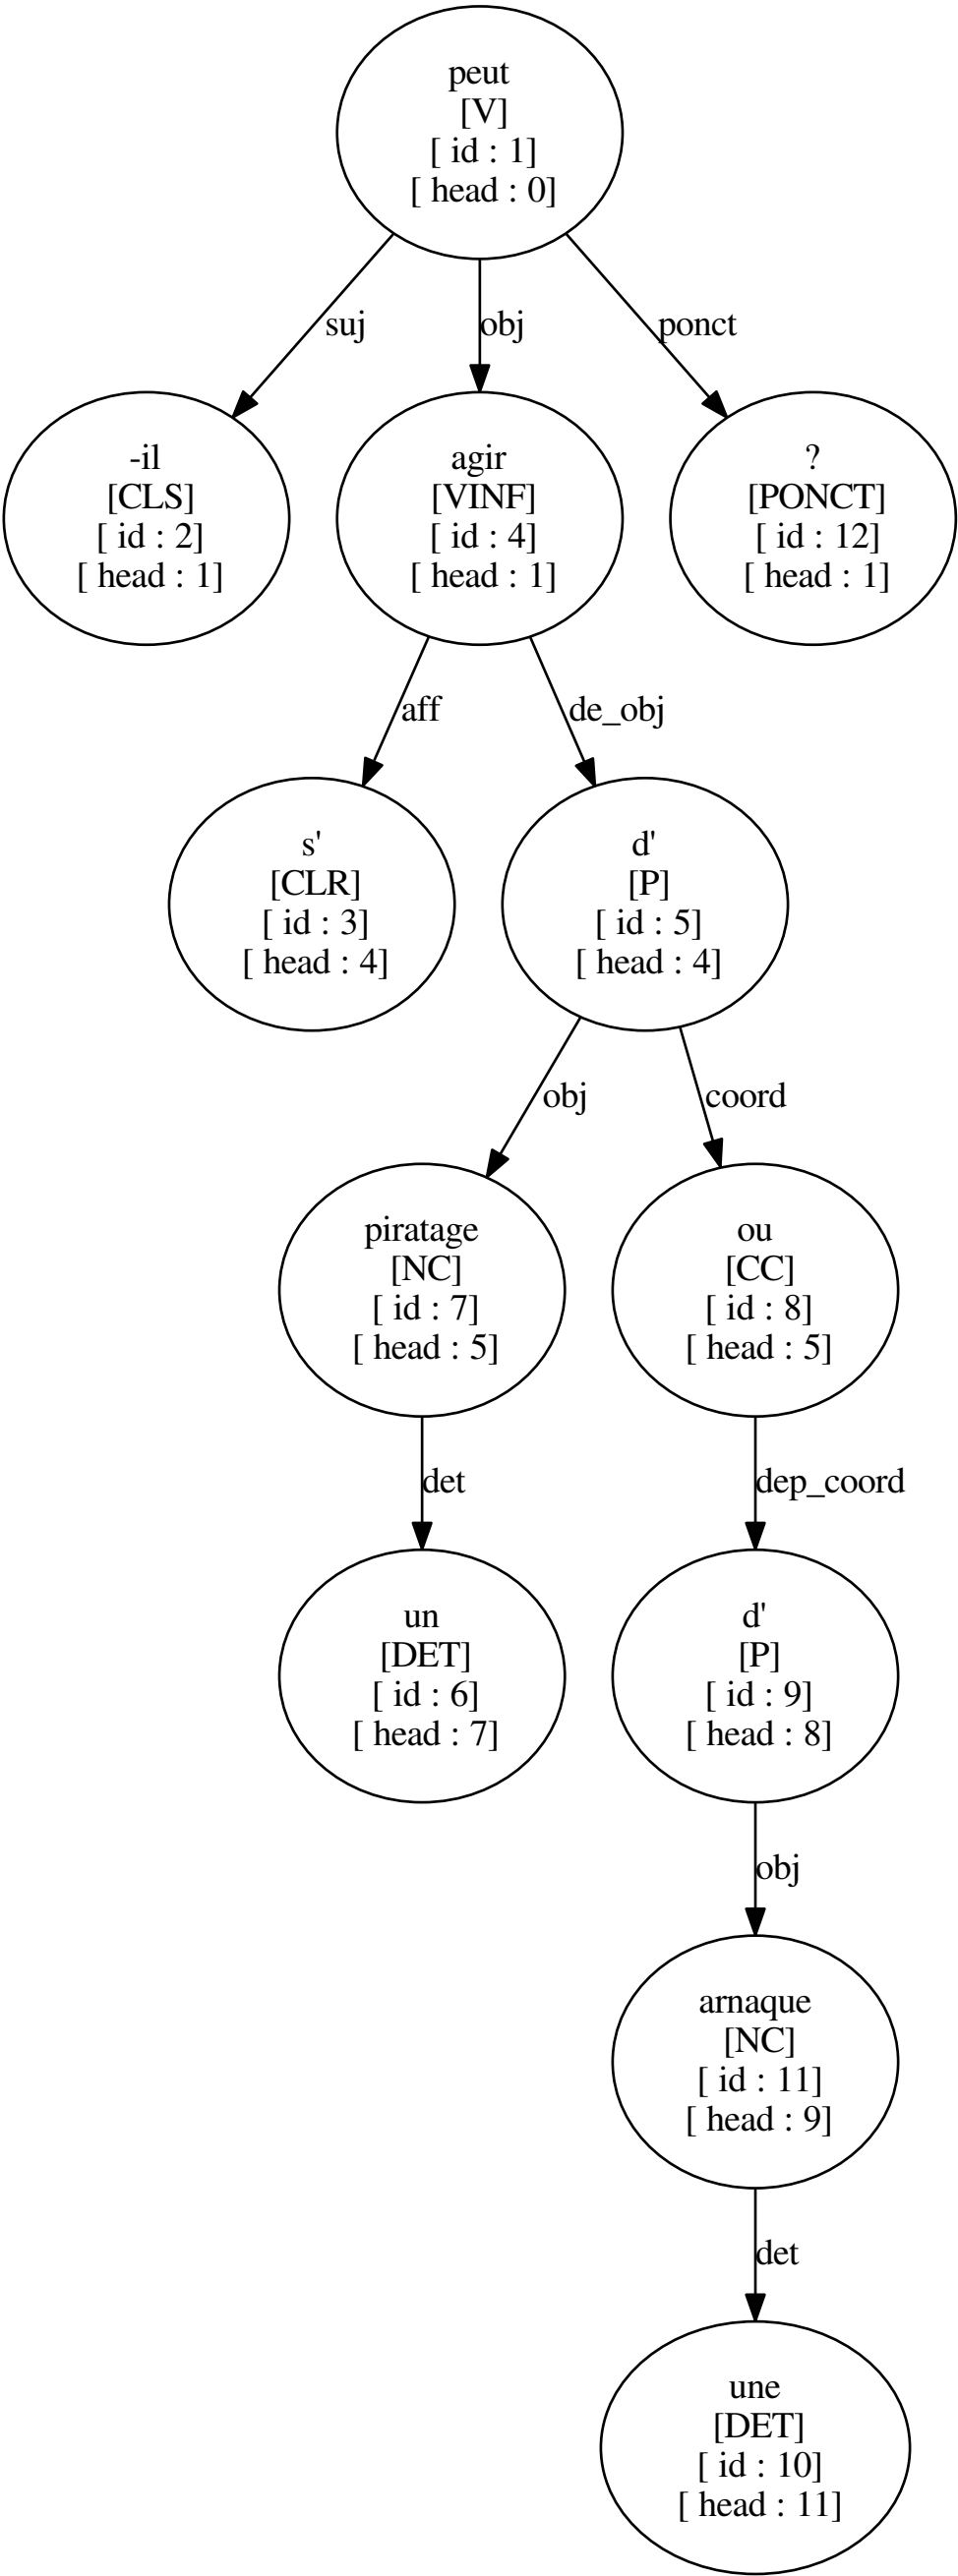 peut
[V]
[ id : 1]
[ head : 0]
suj
obj
ponct
-il
[CLS]
[ id : 2]
[ head : 1]
agir
[VINF]
[ id : 4]
[ head : 1]
?
[PONCT]
[ id : 12]
[ head : 1]
aff
de_obj
s'
[CLR]
[ id : 3]
[ head : 4]
d'
[P]
[ id : 5]
[ head : 4]
obj
coord
piratage
[NC]
[ id : 7]
[ head : 5]
ou
[CC]
[ id : 8]
[ head : 5]
det
dep_coord
un
[DET]
[ id : 6]
[ head : 7]
d'
[P]
[ id : 9]
[ head : 8]
obj
arnaque
[NC]
[ id : 11]
[ head : 9]
det
une
[DET]
[ id : 10]
[ head : 11]